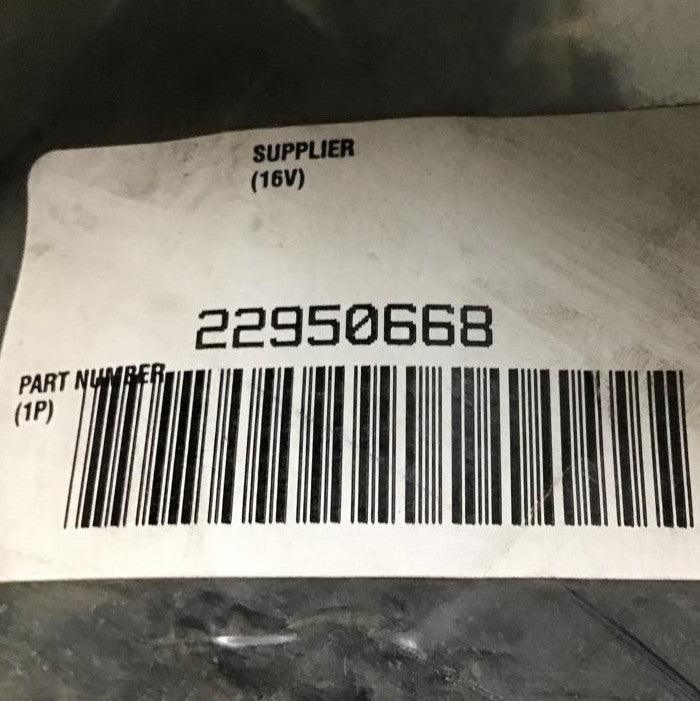 SUPPLIER
(16V)
22950668
PART NUMBER
(1P)